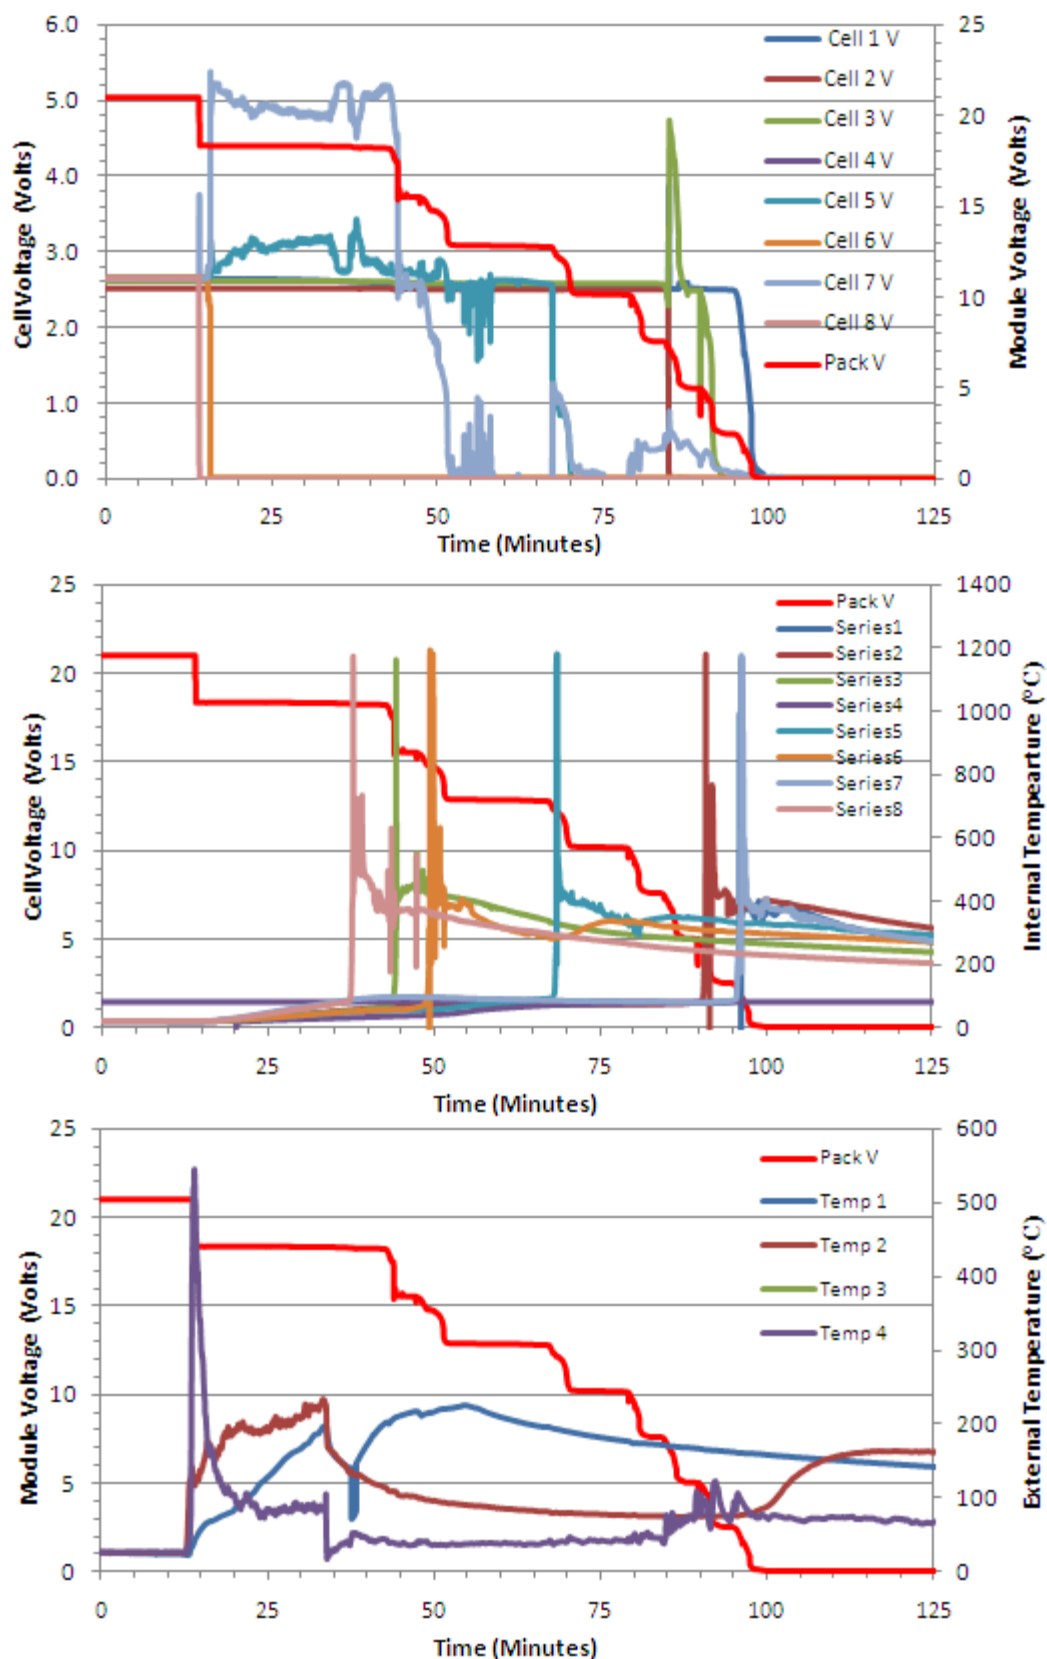 6.0
5.0
4.0
3.0
2.0
1.0
0.0
Cell Voltage (Volts)
25
20
15
10
5
0
Module Voltage (Volts)
Cell 1 V
Cell 2 V
Cell 3 V
Cell 4 V
Cell 5 V
Cell 6 V
Cell 7 V
Cell 8 V
Pack V
0 25 50 75 100 125
Time (Minutes)
25
20
15
10
5
0
Cell Voltage (Volts)
1400
1200
1000
800
600
400
200
0
Internal Tempearture (°C)
Pack V
Series1
Series2
Series3
Series4
Series5
Series6
Series7
Series8
0 25 50 75 100 125
Time (Minutes)
25
20
15
10
5
0
Module Voltage (Volts)
600
500
400
300
200
100
0
External Temperature (°C)
Pack V
Temp 1
Temp 2
Temp 3
Temp 4
0 25 50 75 100 125
Time (Minutes)